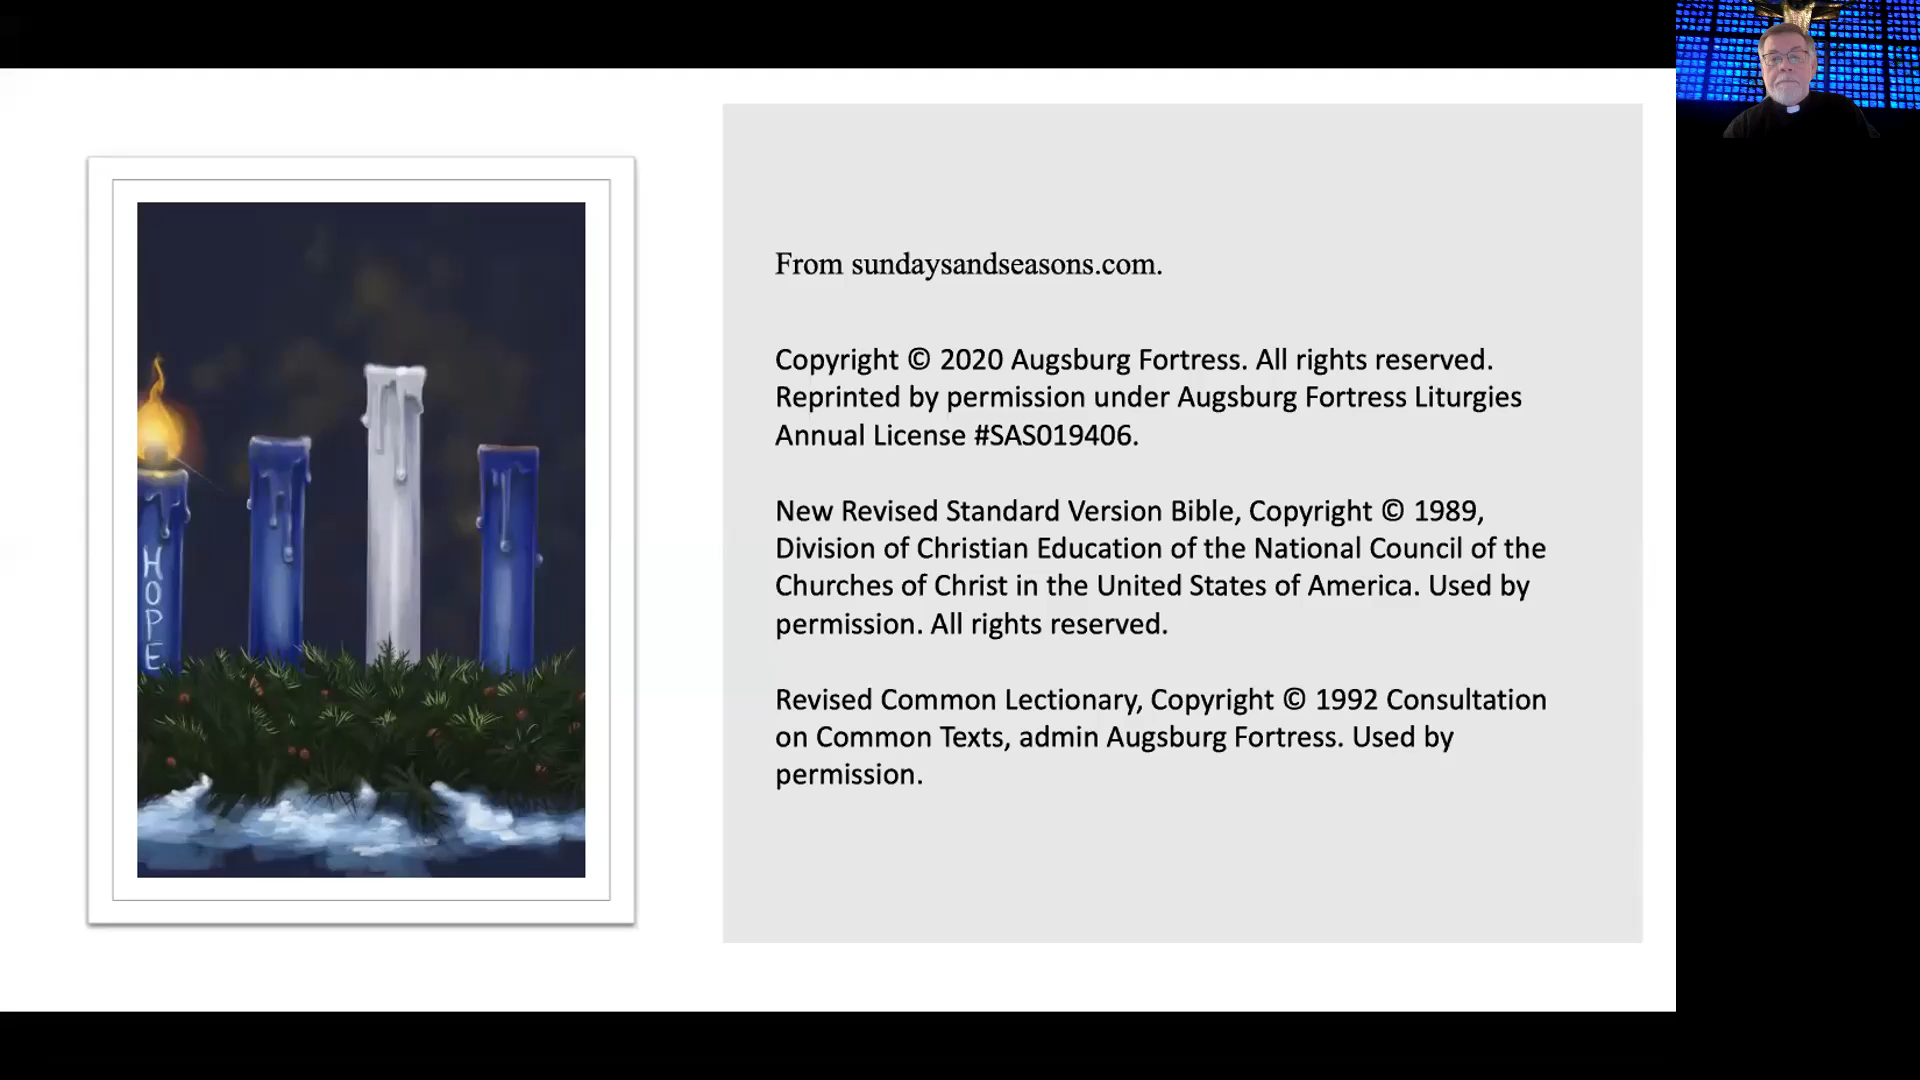 From sundaysandseasons.com.
Copyright © 2020 Augsburg Fortress. All rights reserved.
Reprinted by permission under Augsburg Fortress Liturgies
Annual License #SAS019406.
New Revised Standard Version Bible, Copyright © 1989,
Division of Christian Education of the National Council of the
Churches of Christ in the United States of America. Used by
permission. All rights reserved.
Revised Common Lectionary, Copyright © 1992 Consultation
on Common Texts, admin Augsburg Fortress. Used by
permission.
HOPE